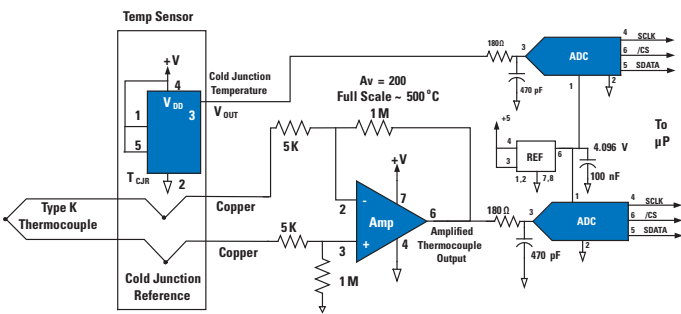 Temp Sensor
+V
4
V DD
3
1
5
2
T CJR
Cold Junction
Temperature
V OUT
Type K
Thermocouple
Copper
Copper
Cold Junction
Reference
5K
5K
Av = 200
Full Scale ~ 500°C
1M
1M
+V
7
2
-
Amp
6
3
+
4
Amplified
Thermocouple
Output
180Ω
3
470 pF
ADC
4 SCLK
6 /CS
5 SDATA
1
2
+5
4
3
REF
6
1,2
7,8
4.096 V
100 nF
To
µP
180Ω
3
470 pF
1
ADC
4 SCLK
6 /CS
5 SDATA
2